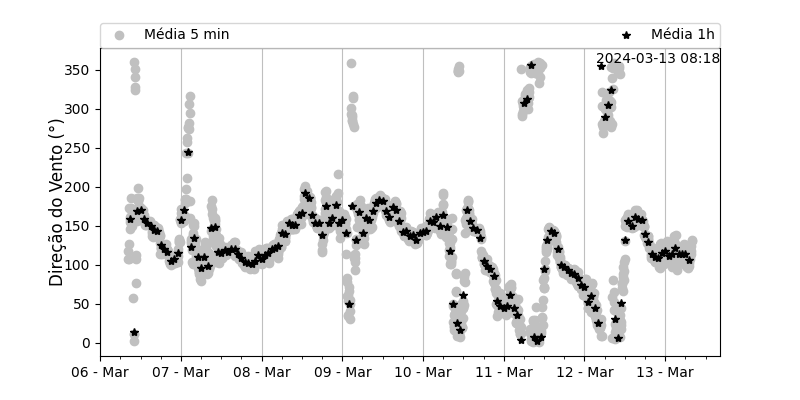 Média 5 min
Média 1h
2024-03-13 08:18
350
300
250
200
150
100
50
0
Direção do Vento (°)
06 - Mar
07 - Mar
08 - Mar
09 - Mar
10 - Mar
11 - Mar
12 - Mar
13 - Mar